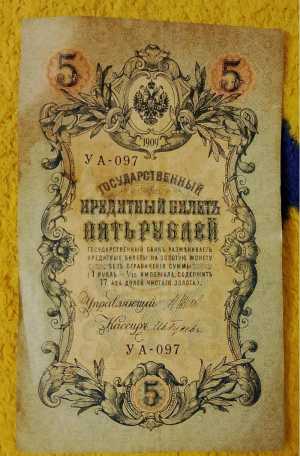 5 5
1909
УА-097
ГОСУДАРСТВЕННЫЙ
КРЕДИТНЫЙ БИЛЕТЪ
ПЯТЬ РУБЛЕЙ
ГОСУДАРСТВЕННЫЙ БАНКЪ РАЗМѢНИВАЕТЪ
КРЕДИТНЫЕ БИЛЕТЫ НА ЗОЛОТУЮ МОНЕТУ
БЕЗЪ ОГРАНИЧЕНІЯ СУММЫ
(1 РУБЛЬ = 1/15 ИМПЕРІАЛА, СОДЕРЖИТЪ
17,424 ДОЛЕЙ ЧИСТАГО ЗОЛОТА).
Управляющій
Кассиръ
УА-097
5